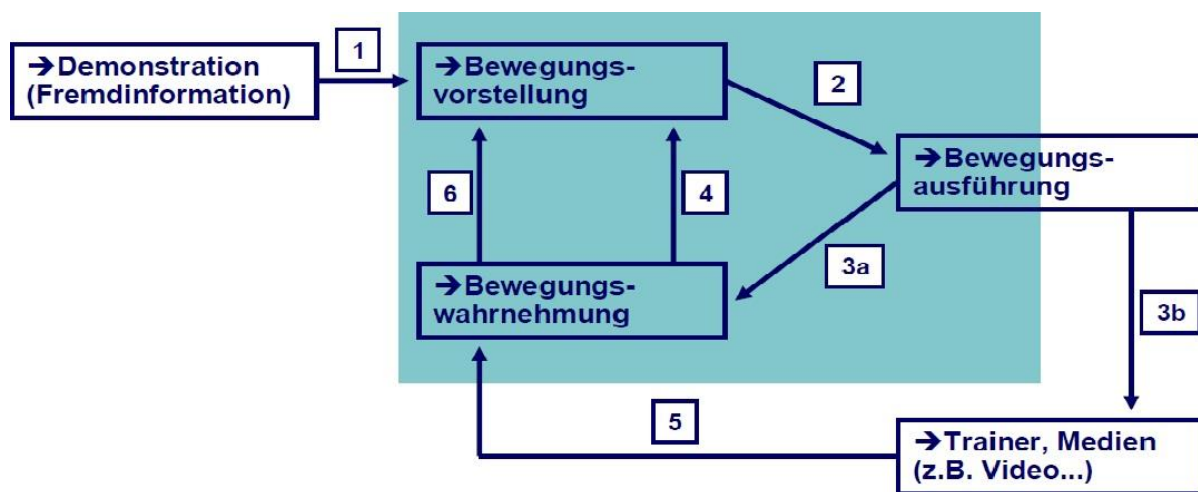 1
➔Demonstration
(Fremdinformation)
➔Bewegungs-
vorstellung
2
➔Bewegungs-
ausführung
6
4
3a
➔Bewegungs-
wahrnehmung
3b
5
➔Trainer, Medien
(z.B. Video...)